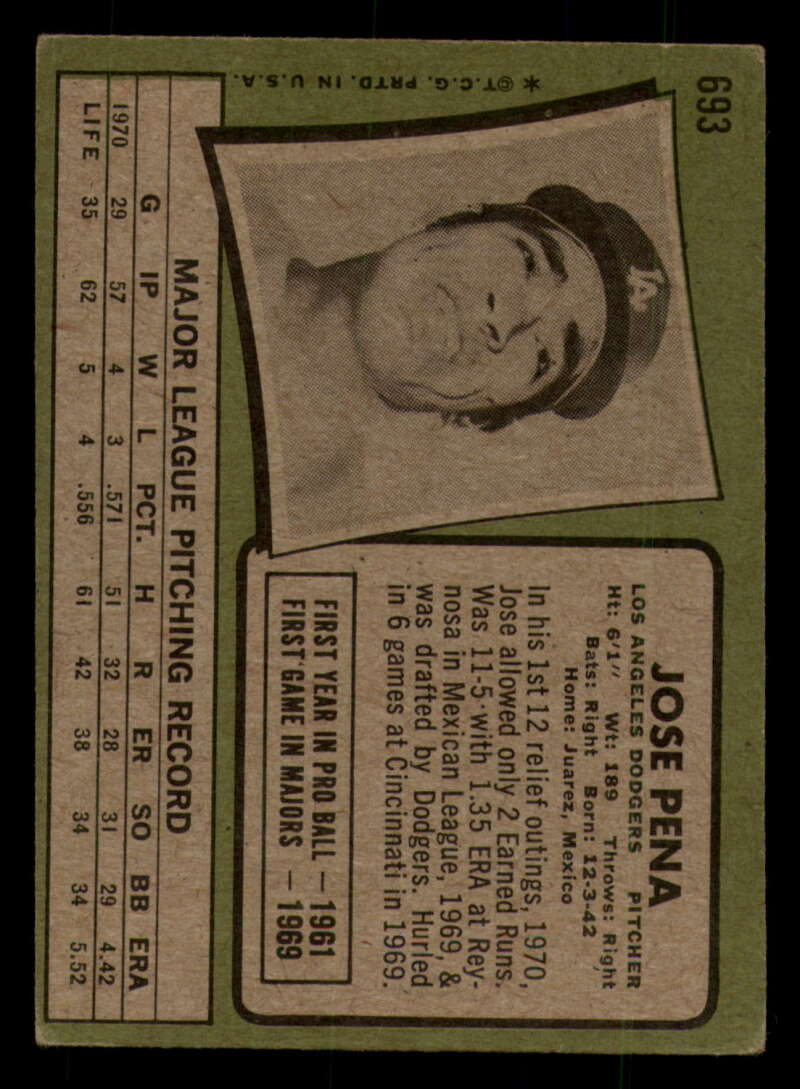 693
*©T.C.G. PRTD. IN U.S.A.
LA
JOSE PENA
LOS ANGELES DODGERS PITCHER
Ht: 6'1" Wt: 189 Throws: Right
Bats: Right Born: 12-3-42
Home: Juarez, Mexico
In his 1st 12 relief outings, 1970,
Jose allowed only 2 Earned Runs.
Was 11-5 with 1.35 ERA at Rey-
nosa in Mexican League, 1969, &
was drafted by Dodgers. Hurled
in 6 games at Cincinnati in 1969.
FIRST YEAR IN PRO BALL — 1961
FIRST GAME IN MAJORS — 1969
MAJOR LEAGUE PITCHING RECORD
G IP W L PCT. H R ER SO BB ERA
1970 29 57 4 3 .571 51 32 28 31 29 4.42
LIFE 35 62 5 4 .556 61 42 38 34 34 5.52